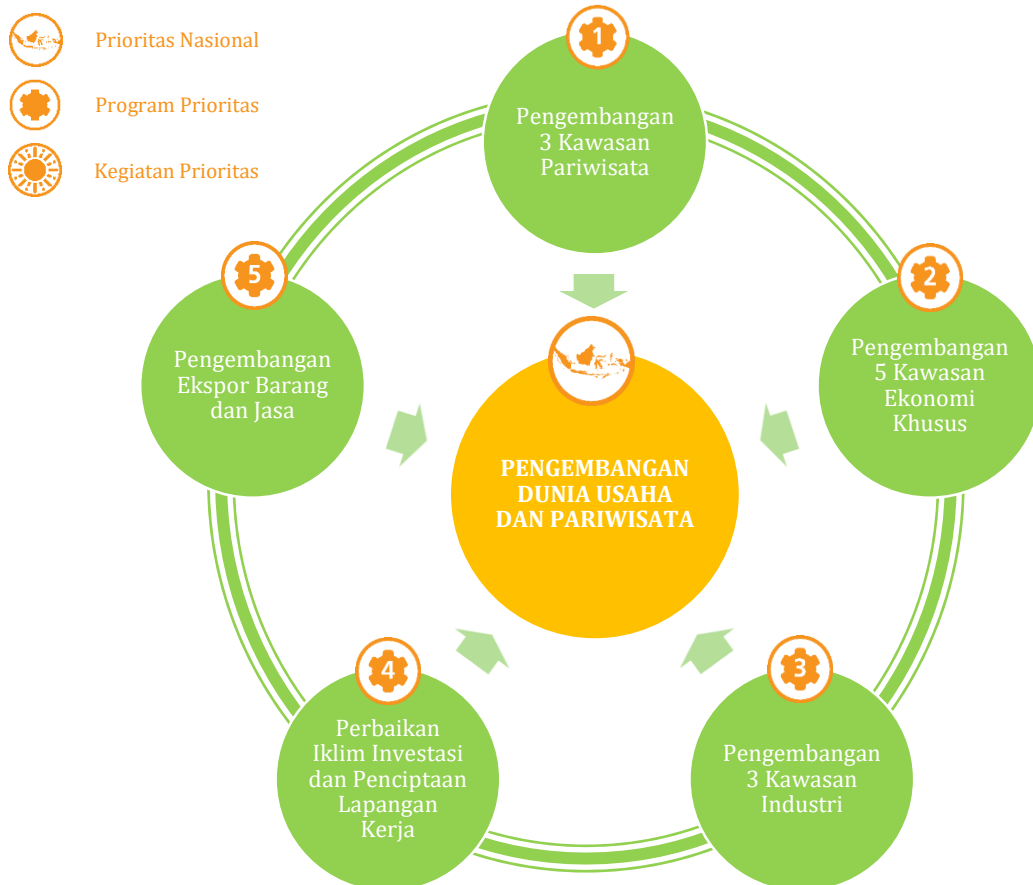 Prioritas Nasional
Program Prioritas
Kegiatan Prioritas
1
Pengembangan
3 Kawasan
Pariwisata
2
Pengembangan
5 Kawasan
Ekonomi
Khusus
3
Pengembangan
3 Kawasan
Industri
4
Perbaikan
Iklim Investasi
dan Penciptaan
Lapangan
Kerja
5
Pengembangan
Ekspor Barang
dan Jasa
PENGEMBANGAN
DUNIA USAHA
DAN PARIWISATA